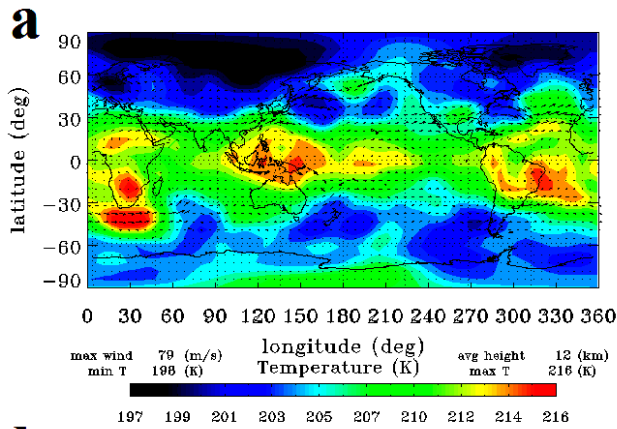 a
latitude (deg)
90
60
30
0
-30
-60
-90
0 30 60 90 120 150 180 210 240 270 300 330 360
longitude (deg)
max wind 79 (m/s)
min T 198 (K)
Temperature (K)
avg height 12 (km)
max T 216 (K)
197 199 201 203 205 207 210 212 214 216